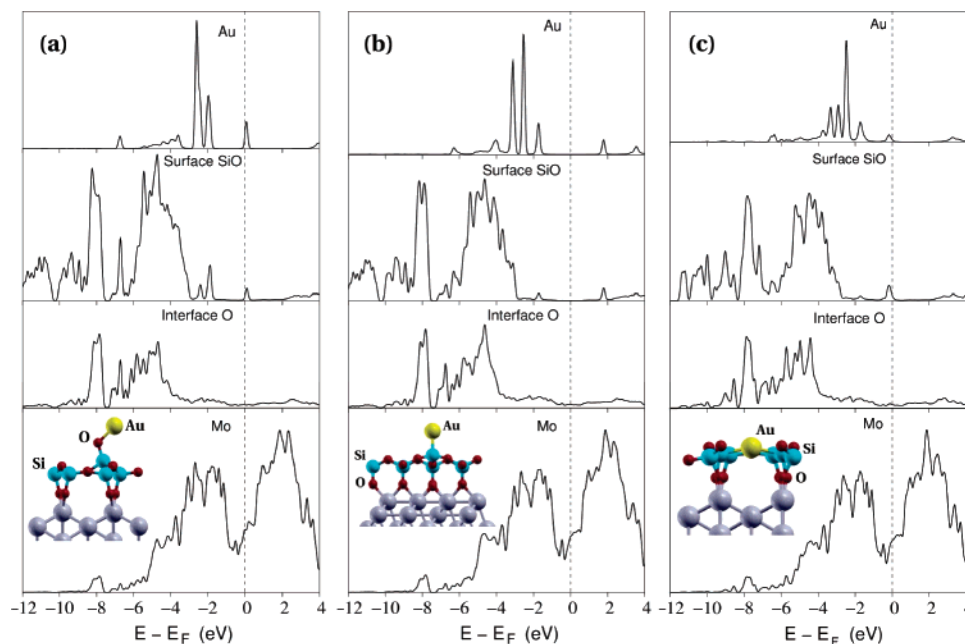 (a)
Au
Surface SiO
Interface O
Mo
Au
O
Si
−12 −10 −8 −6 −4 −2 0 2 4
E − E_F (eV)
(b)
Au
Surface SiO
Interface O
Mo
Au
Si
O
−12 −10 −8 −6 −4 −2 0 2 4
E − E_F (eV)
(c)
Au
Surface SiO
Interface O
Mo
Au
Si
O
−12 −10 −8 −6 −4 −2 0 2 4
E − E_F (eV)